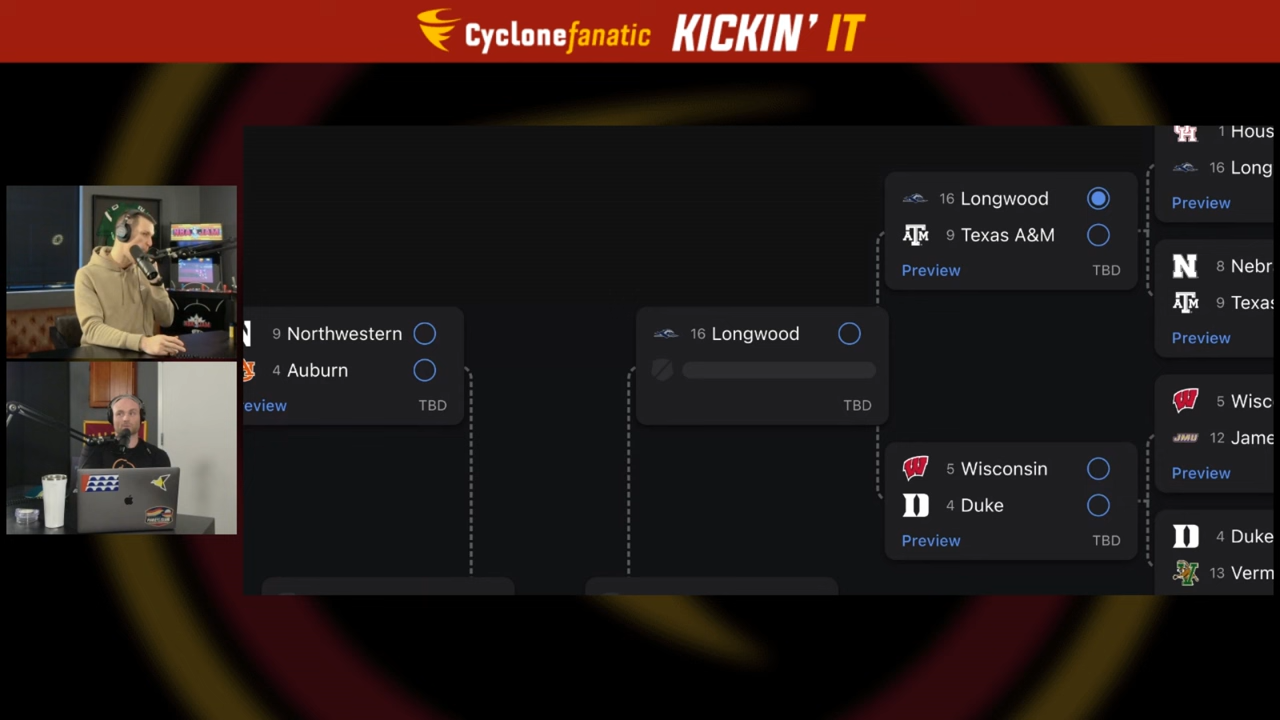 Cyclonefanatic KICKIN' IT
1 Hous
16 Long
Preview
16 Longwood
9 Texas A&M
Preview TBD
N 8 Nebr
9 Texas
Preview
9 Northwestern
4 Auburn
eview TBD
16 Longwood
TBD
5 Wisc
JMU 12 Jame
Preview
5 Wisconsin
4 Duke
Preview TBD
4 Duke
13 Verm